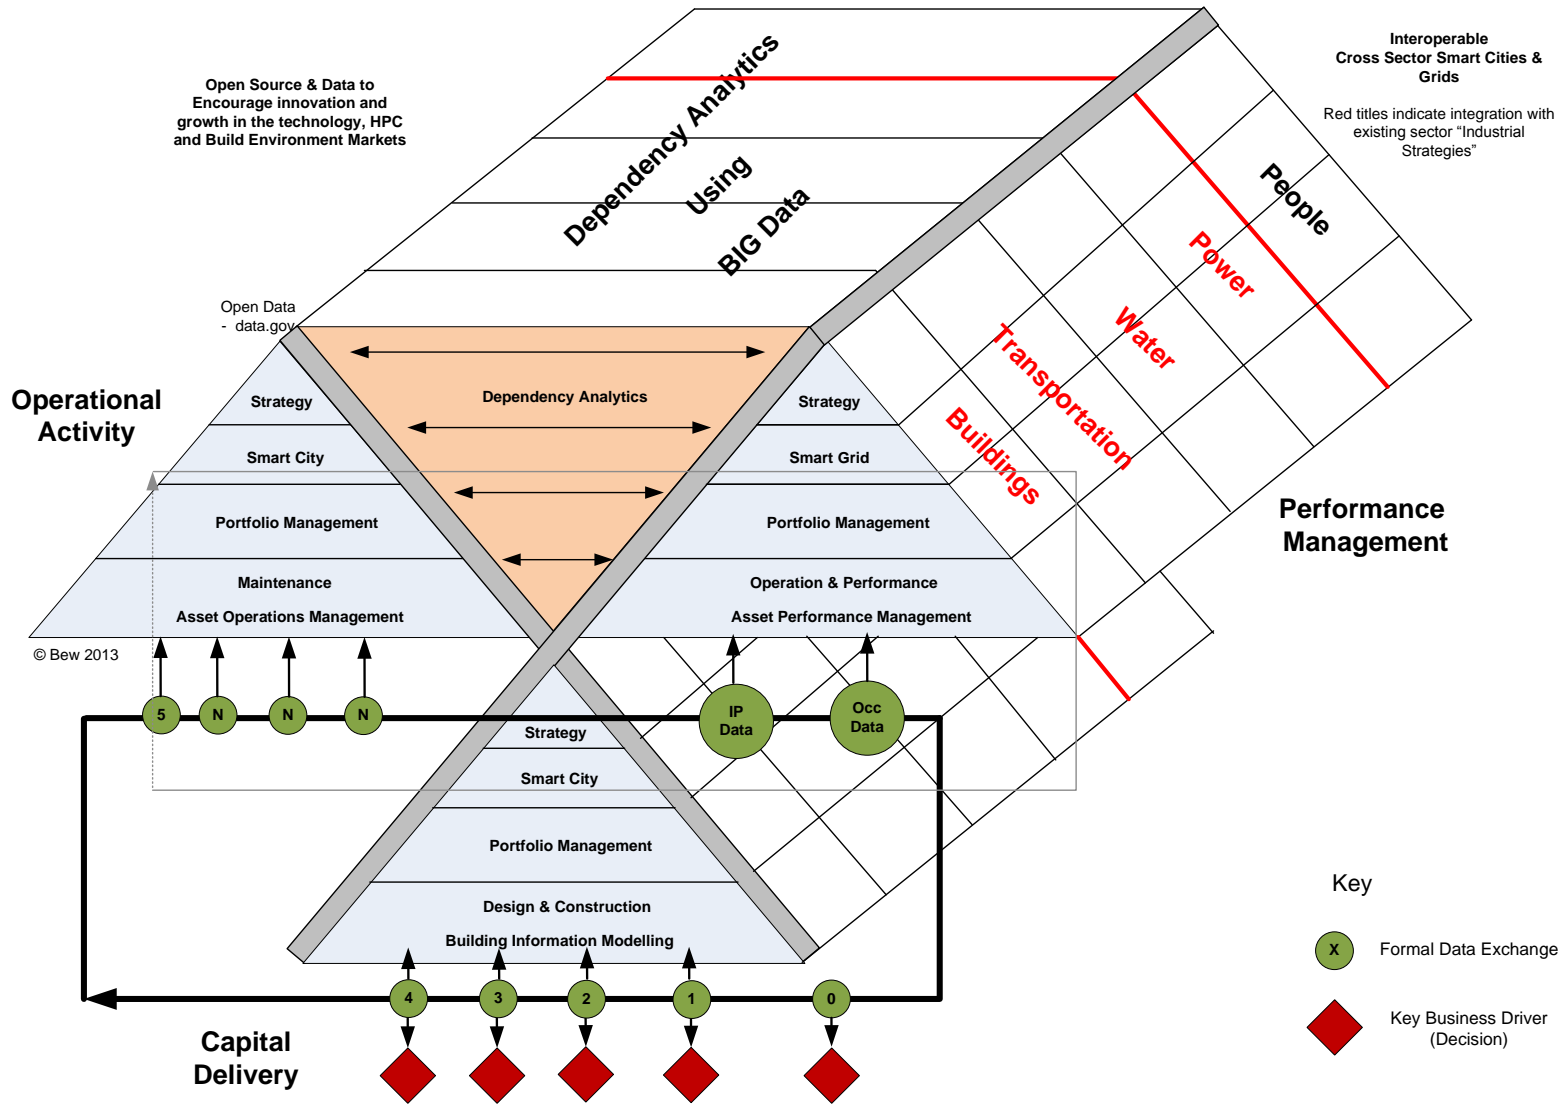 Open Source & Data to
Encourage innovation and
growth in the technology, HPC
and Build Environment Markets
Dependency Analytics
Using
BIG Data
Interoperable
Cross Sector Smart Cities &
Grids
Red titles indicate integration with
existing sector “Industrial
Strategies”
People
Power
Water
Transportation
Buildings
Open Data
- data.gov
Operational
Activity
Performance
Management
Dependency Analytics
Strategy
Smart City
Portfolio Management
Maintenance
Asset Operations Management
Strategy
Smart Grid
Portfolio Management
Operation & Performance
Asset Performance Management
© Bew 2013
5
N
N
N
IP
Data
Occ
Data
Strategy
Smart City
Portfolio Management
Design & Construction
Building Information Modelling
4
3
2
1
0
Capital
Delivery
Key
X
Formal Data Exchange
Key Business Driver
(Decision)